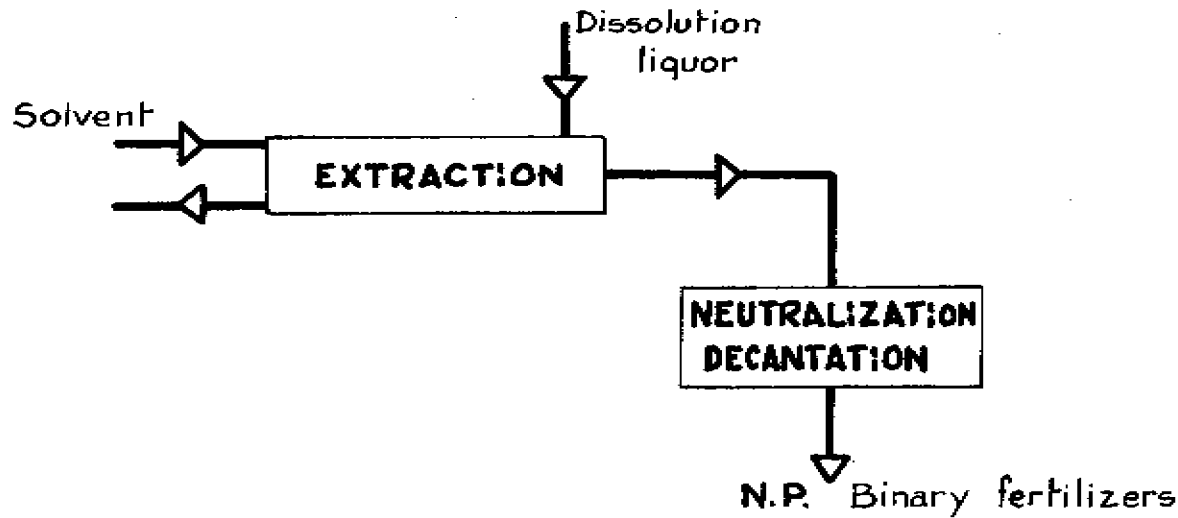 Dissolution
liquor
Solvent
EXTRACTION
NEUTRALIZATION
DECANTATION
N.P. Binary fertilizers